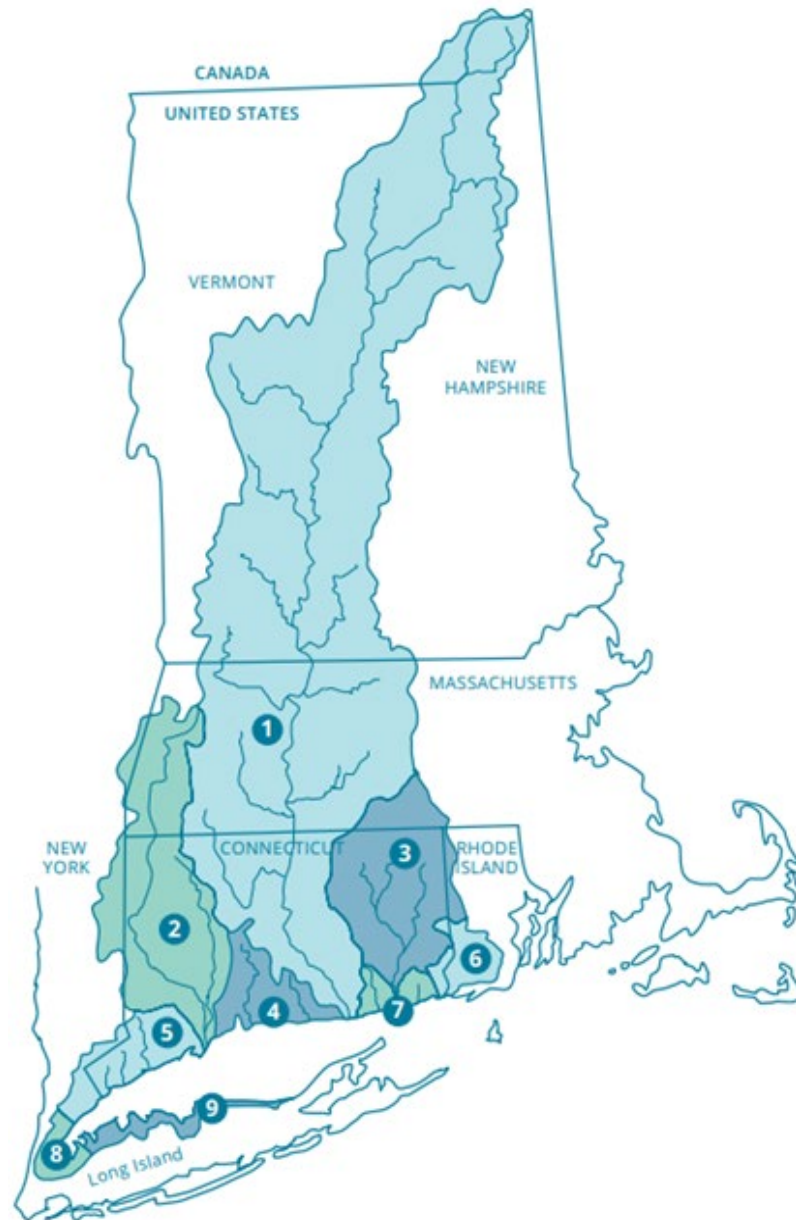 CANADA
UNITED STATES
VERMONT
NEW
HAMPSHIRE
MASSACHUSETTS
1
NEW
YORK
CONNECTICUT
3
RHODE
ISLAND
2
6
4
7
5
9
8
Long Island